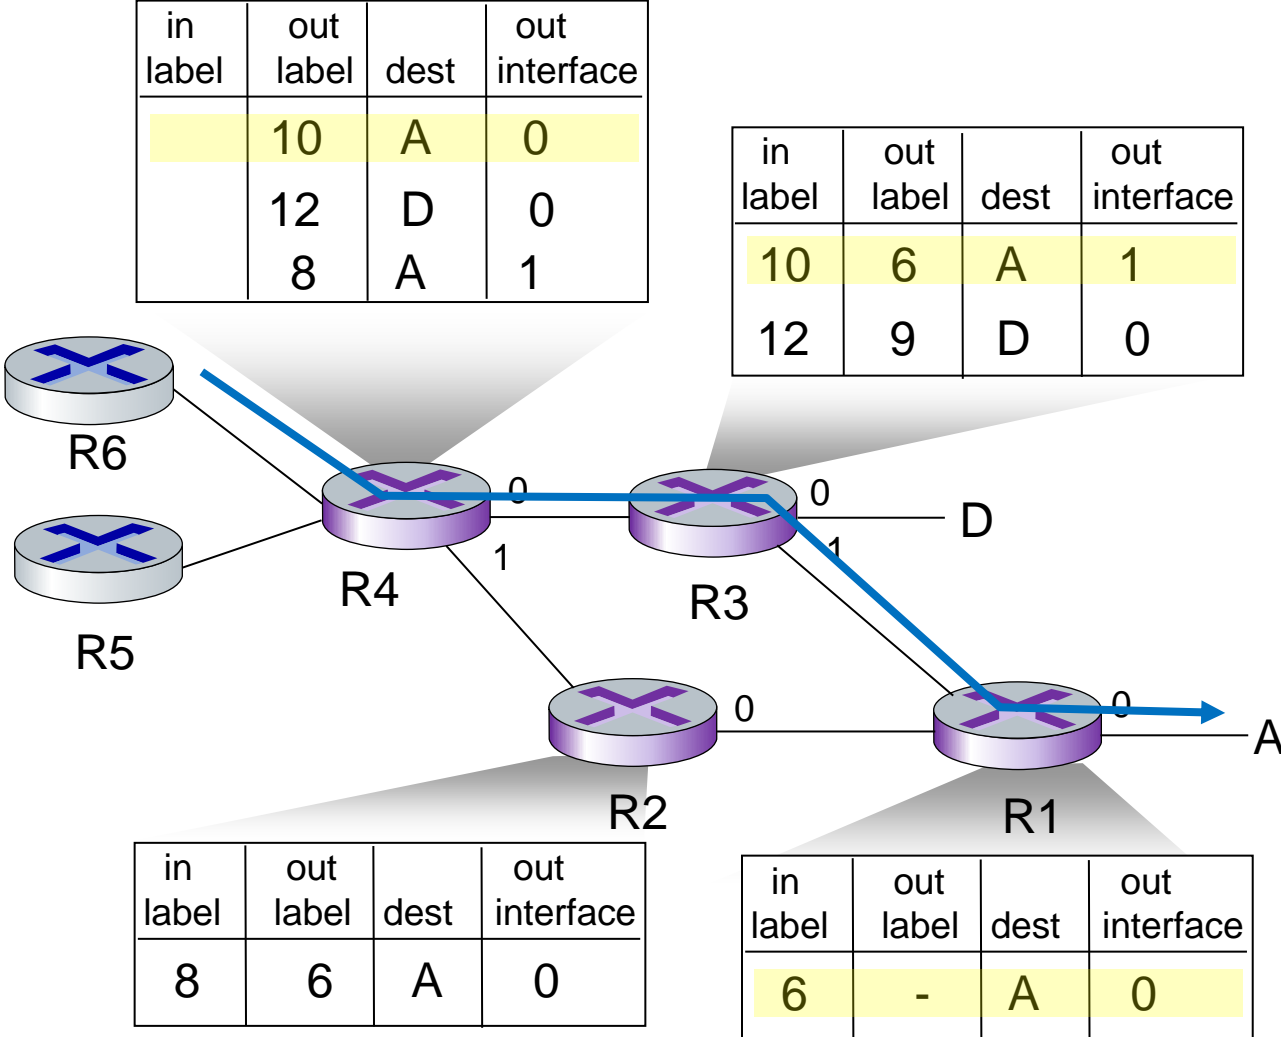 in out out
label label dest interface
10 A 0
12 D 0
8 A 1
in out out
label label dest interface
10 6 A 1
12 9 D 0
R6
0 0
D
1 1
R4
R3
R5
0 0
A
R2
R1
in out out
label label dest interface
8 6 A 0
in out out
label label dest interface
6 - A 0